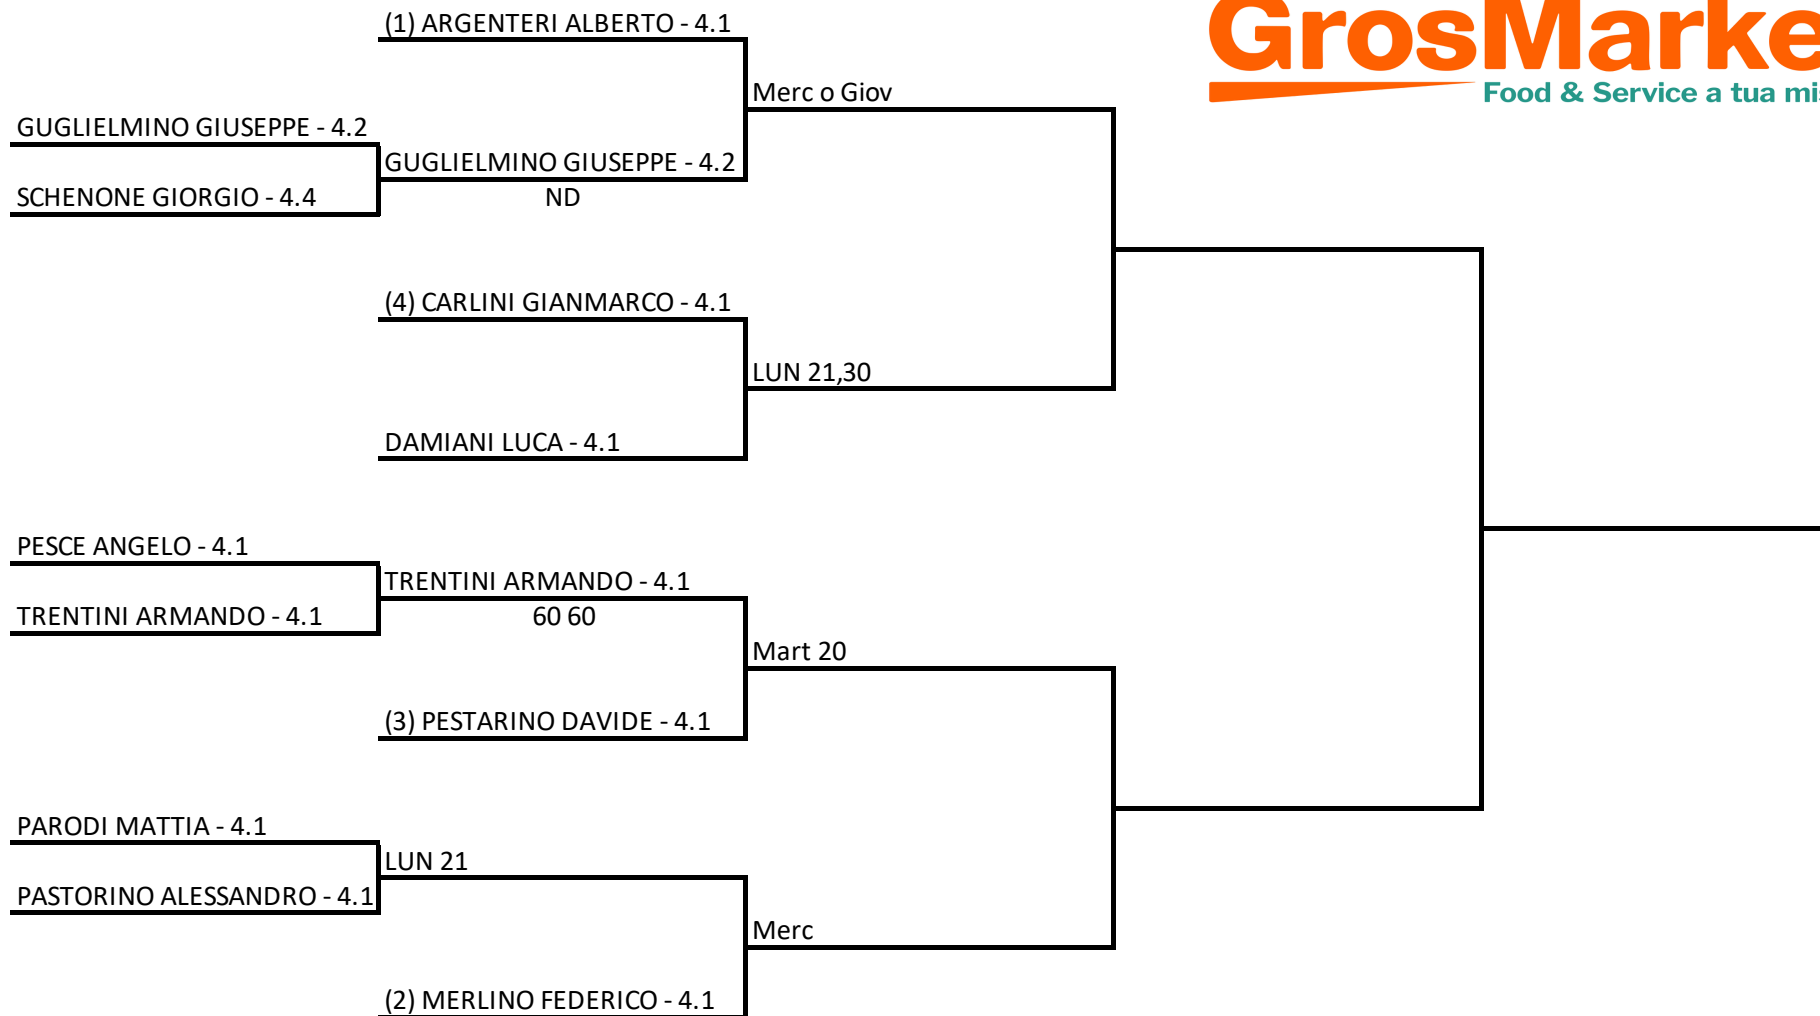 (1) ARGENTERI ALBERTO - 4.1
GrosMarke
Food & Service a tua mis
Merc o Giov
GUGLIELMINO GIUSEPPE - 4.2
GUGLIELMINO GIUSEPPE - 4.2
SCHENONE GIORGIO - 4.4
ND
(4) CARLINI GIANMARCO - 4.1
LUN 21,30
DAMIANI LUCA - 4.1
PESCE ANGELO - 4.1
TRENTINI ARMANDO - 4.1
TRENTINI ARMANDO - 4.1
60 60
Mart 20
(3) PESTARINO DAVIDE - 4.1
PARODI MATTIA - 4.1
LUN 21
PASTORINO ALESSANDRO - 4.1
Merc
(2) MERLINO FEDERICO - 4.1